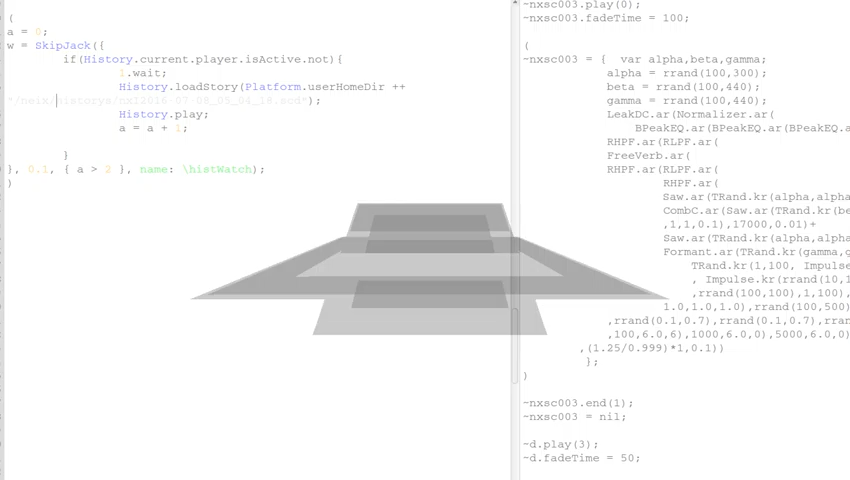 (
a = 0;
w = SkipJack({
if(History.current.player.isActive.not){
1.wait;
History.loadStory(Platform.userHomeDir ++
"/neix/historys/nxi2016-07-08_05_04_18.scd");
History.play;
a = a + 1;
}
}, 0.1, { a > 2 }, name: \histWatch);
)
~nxsc003.play(0);
~nxsc003.fadeTime = 100;
(
~nxsc003 = { var alpha,beta,gamma;
alpha = rrand(100,300);
beta = rrand(100,440);
gamma = rrand(100,440);
LeakDC.ar(Normalizer.ar(
BPeakEQ.ar(BPeakEQ.ar(BPeakEQ.a
RHPF.ar(RLPF.ar(
FreeVerb.ar(
RHPF.ar(RLPF.ar(
RHPF.ar(
Saw.ar(TRand.kr(alpha,alpha
CombC.ar(Saw.ar(TRand.kr(be
,1,1,0.1),17000,0.01)+
Saw.ar(TRand.kr(alpha,alpha
Formant.ar(TRand.kr(gamma,g
TRand.kr(1,100, Impulse
, Impulse.kr(rrand(10,1
,rrand(100,100),1,100),
1.0,1.0,1.0),rrand(100,500)
,rrand(0.1,0.7),rrand(0.1,0.7),rran
,100,6.0,6),1000,6.0,0),5000,6.0,0)
,(1.25/0.999)*1,0.1))
};
)
~nxsc003.end(1);
~nxsc003 = nil;
~d.play(3);
~d.fadeTime = 50;